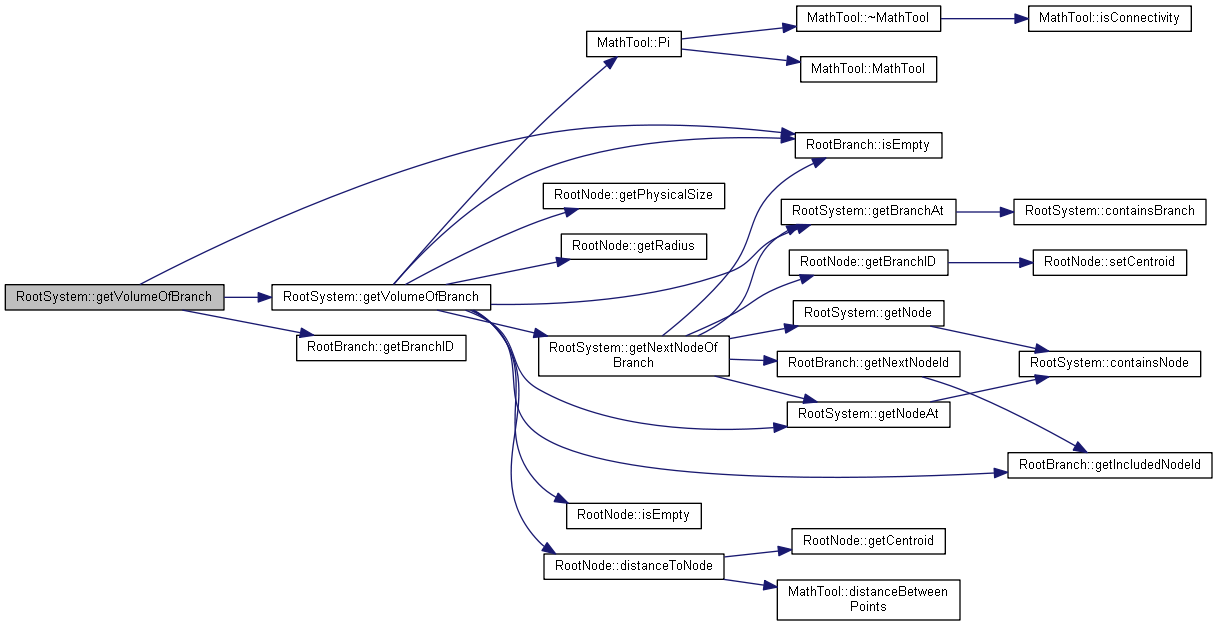 MathTool::~MathTool
MathTool::isConnectivity
MathTool::Pi
MathTool::MathTool
RootBranch::isEmpty
RootNode::getPhysicalSize
RootSystem::getBranchAt
RootSystem::containsBranch
RootNode::getRadius
RootNode::getBranchID
RootNode::setCentroid
RootSystem::getVolumeOfBranch
RootSystem::getVolumeOfBranch
RootSystem::getNode
RootBranch::getBranchID
RootSystem::getNextNodeOf
Branch
RootBranch::getNextNodeId
RootSystem::containsNode
RootSystem::getNodeAt
RootBranch::getIncludedNodeId
RootNode::isEmpty
RootNode::getCentroid
RootNode::distanceToNode
MathTool::distanceBetween
Points